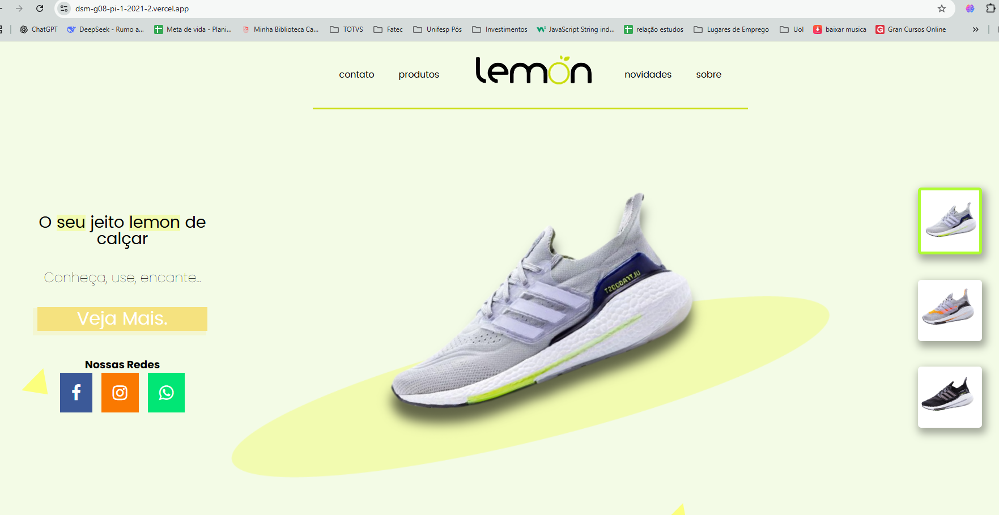 dsm-g08-pi-1-2021-2.vercel.app
ChatGPT
DeepSeek - Rumo a...
Meta de vida - Plani...
Minha Biblioteca Ca...
TOTVS
Fatec
Unifesp Pós
Investimentos
JavaScript String ind...
relação estudos
Lugares de Emprego
Uol
baixar musica
Gran Cursos Online
contato
produtos
lemon
novidades
sobre
O seu jeito lemon de
calçar
Conheça, use, encante...
Veja Mais.
Nossas Redes
ULTRABOOST